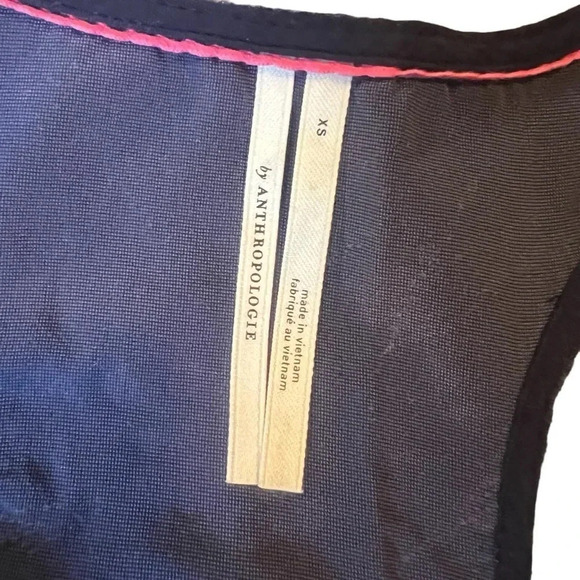 by ANTHROPOLOGIE
XS
made in vietnam
fabriqué au vietnam